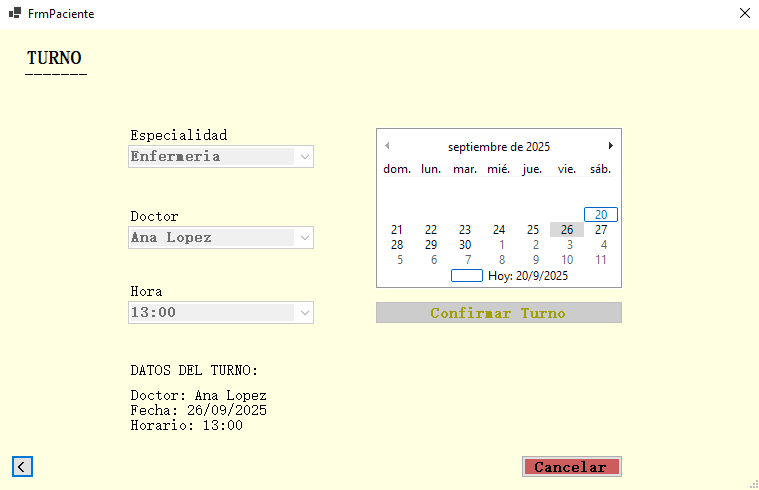 FrmPaciente
TURNO
-------
Especialidad
Enfermeria
Doctor
Ana Lopez
Hora
13:00
septiembre de 2025
dom. lun. mar. mié. jue. vie. sáb.
20
21 22 23 24 25 26 27
28 29 30 1 2 3 4
5 6 7 8 9 10 11
Hoy: 20/9/2025
Confirmar Turno
DATOS DEL TURNO:
Doctor: Ana Lopez
Fecha: 26/09/2025
Horario: 13:00
<
Cancelar